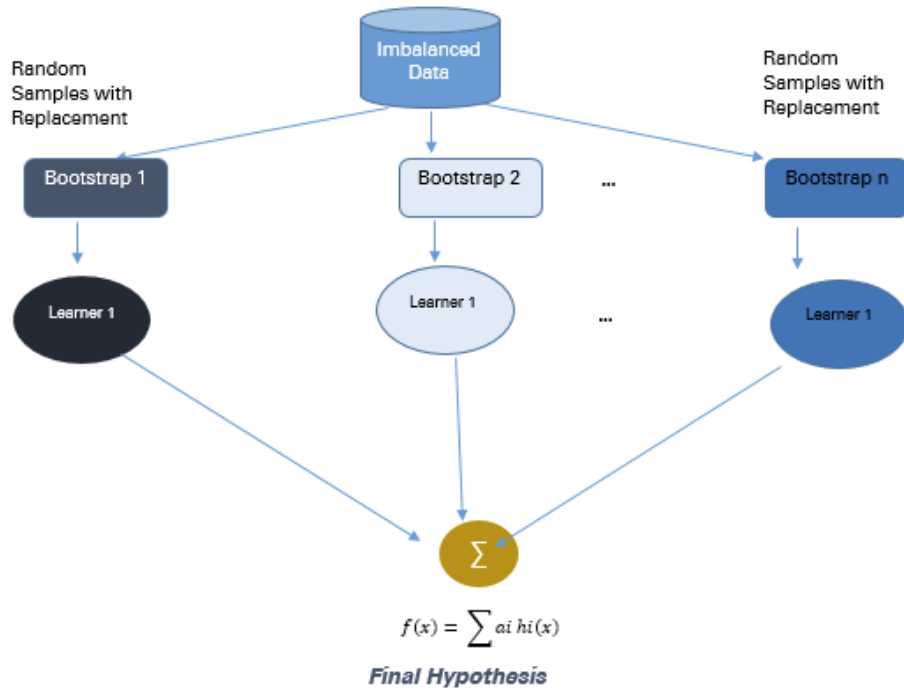 Imbalanced
Data
Random
Samples with
Replacement
Random
Samples with
Replacement
Bootstrap 1
Bootstrap 2
...
Bootstrap n
Learner 1
Learner 1
...
Learner 1
∑
f(x) = ∑ ai hi(x)
Final Hypothesis